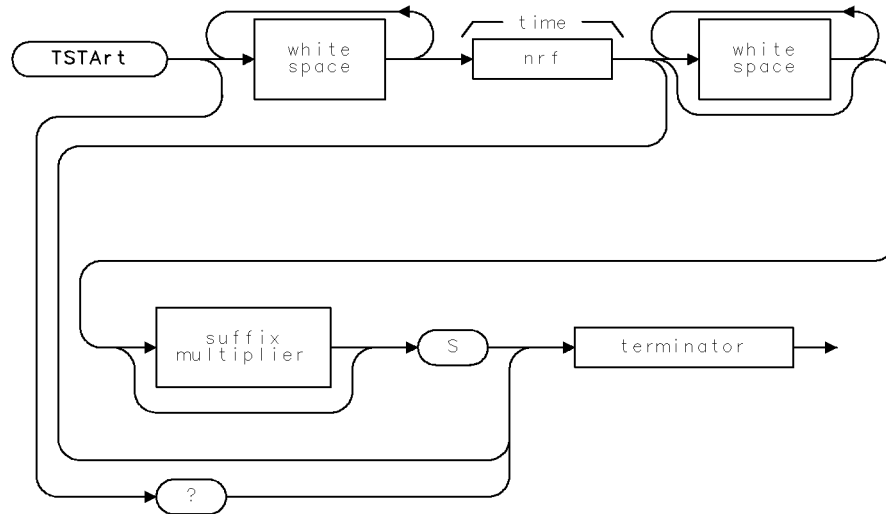 time
TSTArt
white
space
nrf
white
space
suffix
multiplier
S
terminator
?